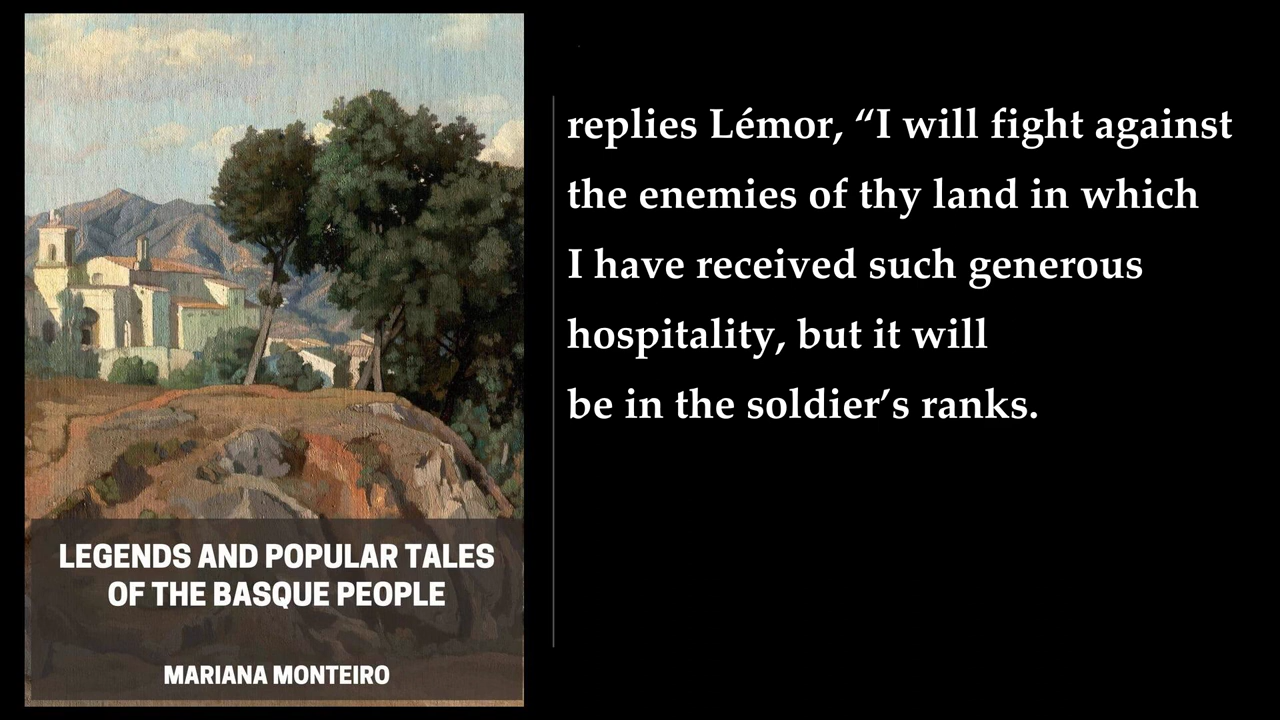 replies Lémor, “I will fight against
the enemies of thy land in which
I have received such generous
hospitality, but it will
be in the soldier’s ranks.
LEGENDS AND POPULAR TALES
OF THE BASQUE PEOPLE
MARIANA MONTEIRO